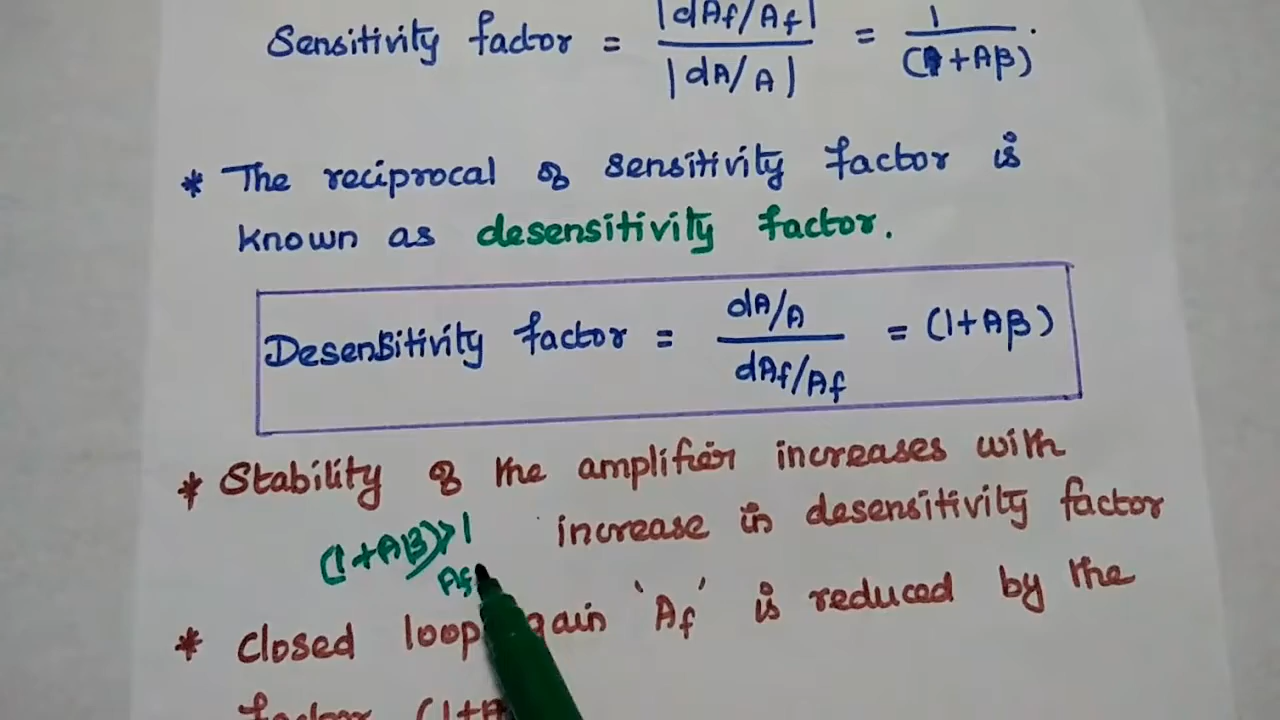 Sensitivity factor = |dAf/Af| / |dA/A| = 1 / (1+Aβ).
* The reciprocal of sensitivity factor is
known as desensitivity factor.
Desensitivity factor = dA/A / dAf/Af = (1+Aβ)
* Stability of the amplifier increases with
increase in desensitivity factor
(1+Aβ)>1
Af
* Closed loop gain 'Af' is reduced by the
factor (1+A